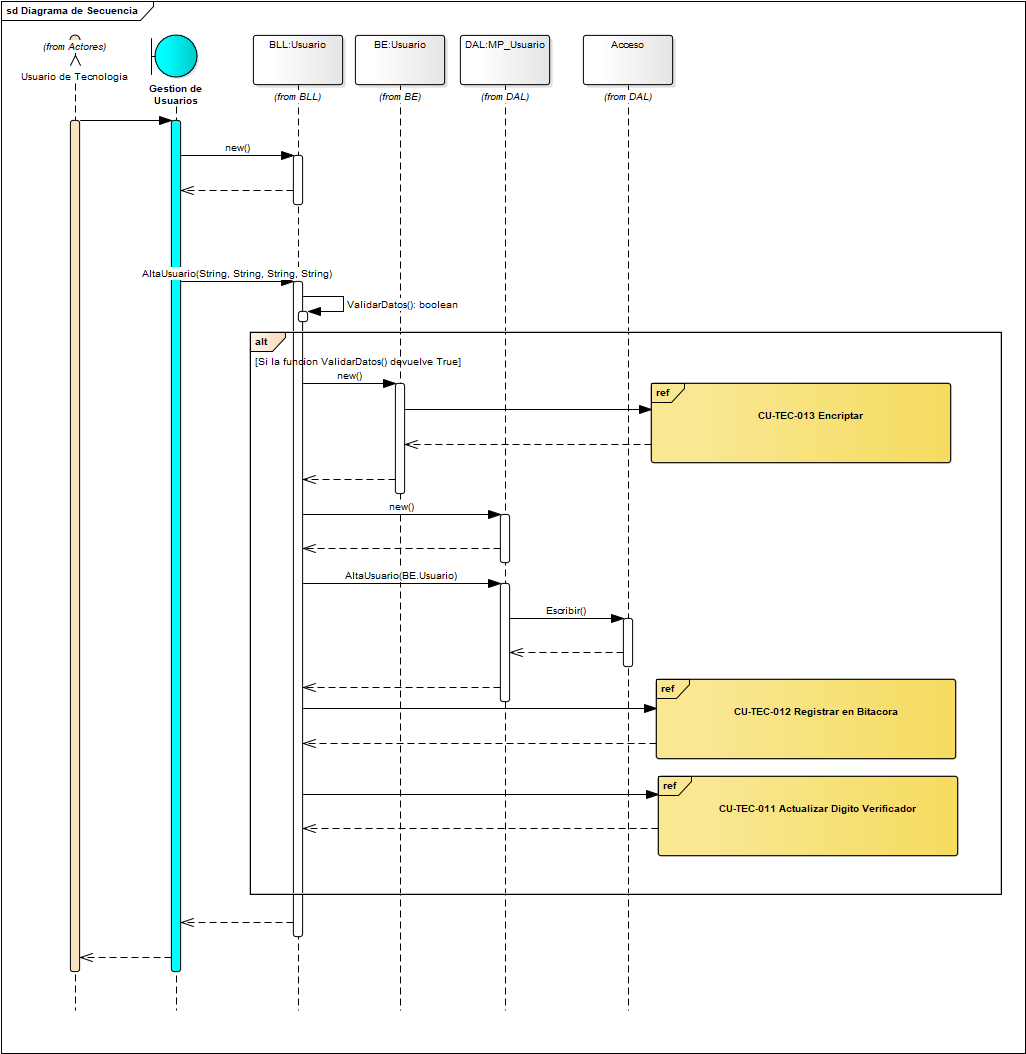 sd Diagrama de Secuencia
(from Actores)
Usuario de Tecnologia
Gestion de
Usuarios
BLL:Usuario
(from BLL)
BE:Usuario
(from BE)
DAL:MP_Usuario
(from DAL)
Acceso
(from DAL)
new()
AltaUsuario(String, String, String, String)
ValidarDatos(): boolean
alt
[Si la funcion ValidarDatos() devuelve True]
new()
ref
CU-TEC-013 Encriptar
new()
AltaUsuario(BE.Usuario)
Escribir()
ref
CU-TEC-012 Registrar en Bitacora
ref
CU-TEC-011 Actualizar Digito Verificador